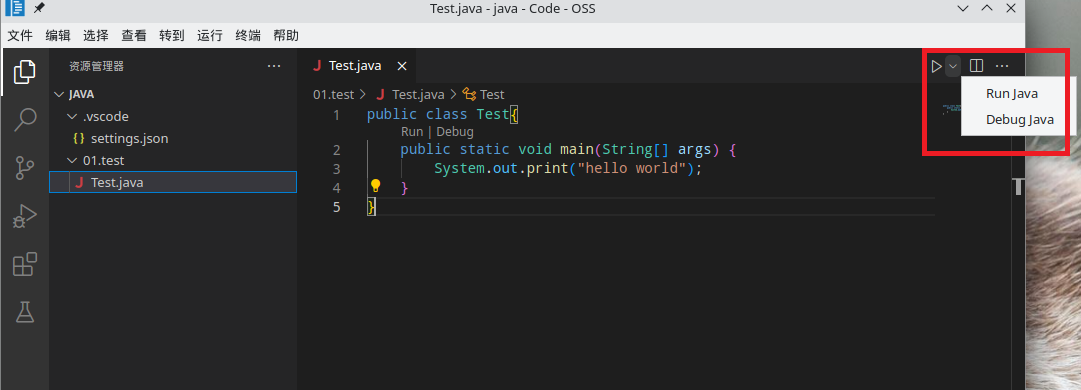 Test.java - java - Code - OSS
文件 编辑 选择 查看 转到 运行 终端 帮助
资源管理器
JAVA
.vscode
{} settings.json
01.test
J Test.java
J Test.java
01.test > J Test.java > Test
1 public class Test{
Run | Debug
2 public static void main(String[] args) {
3 System.out.print("hello world");
4 }
5 }
Run Java
Debug Java